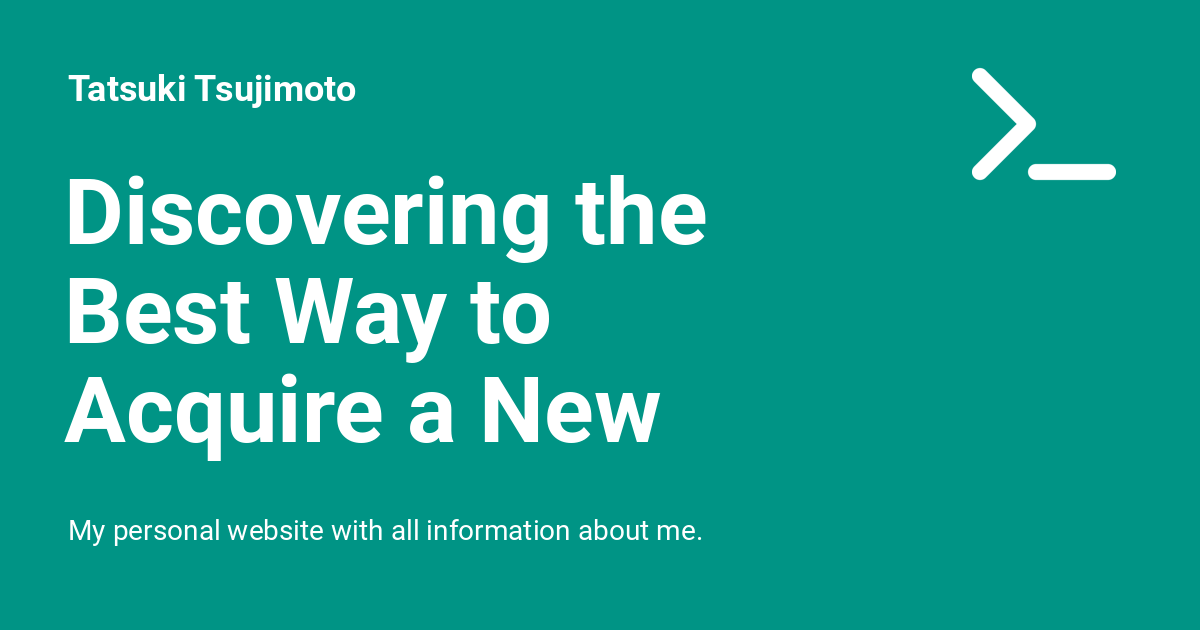 Tatsuki Tsujimoto
Discovering the
Best Way to
Acquire a New
My personal website with all information about me.